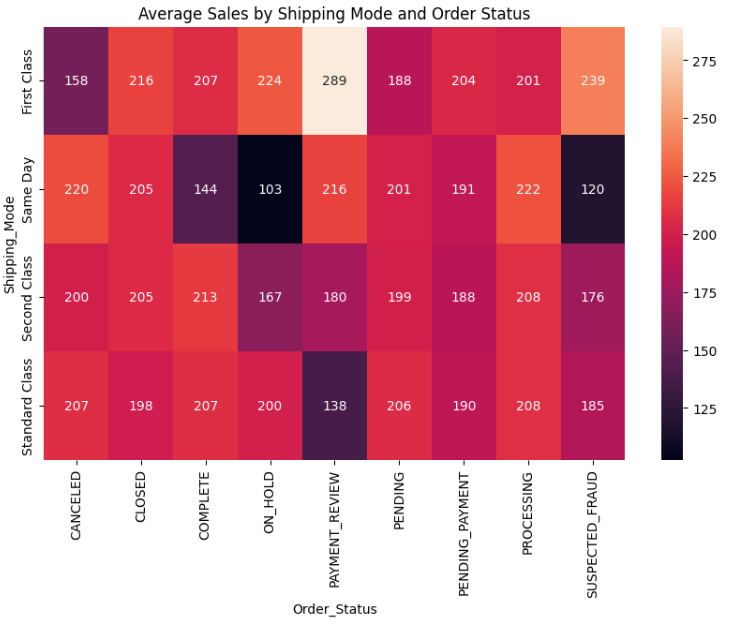 Average Sales by Shipping Mode and Order Status
Shipping_Mode
First Class
158 216 207 224 289 188 204 201 239
Same Day
220 205 144 103 216 201 191 222 120
Second Class
200 205 213 167 180 199 188 208 176
Standard Class
207 198 207 200 138 206 190 208 185
CANCELED
CLOSED
COMPLETE
ON_HOLD
PAYMENT_REVIEW
PENDING
PENDING_PAYMENT
PROCESSING
SUSPECTED_FRAUD
Order_Status
275
250
225
200
175
150
125